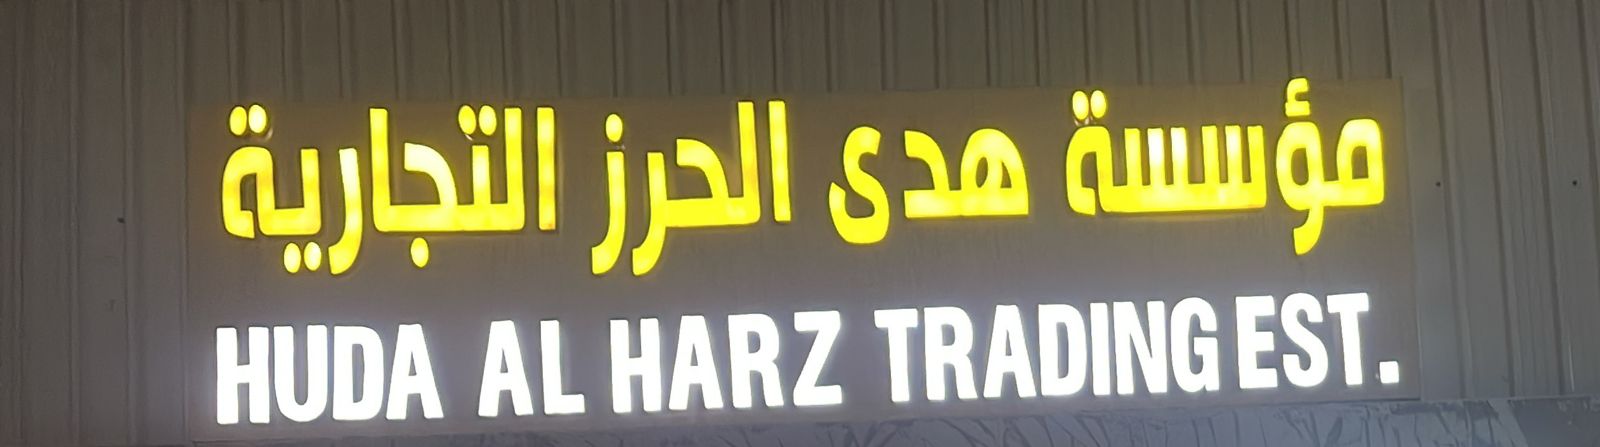 مؤسسة هدى الحرز التجارية
HUDA AL HARZ TRADING EST.